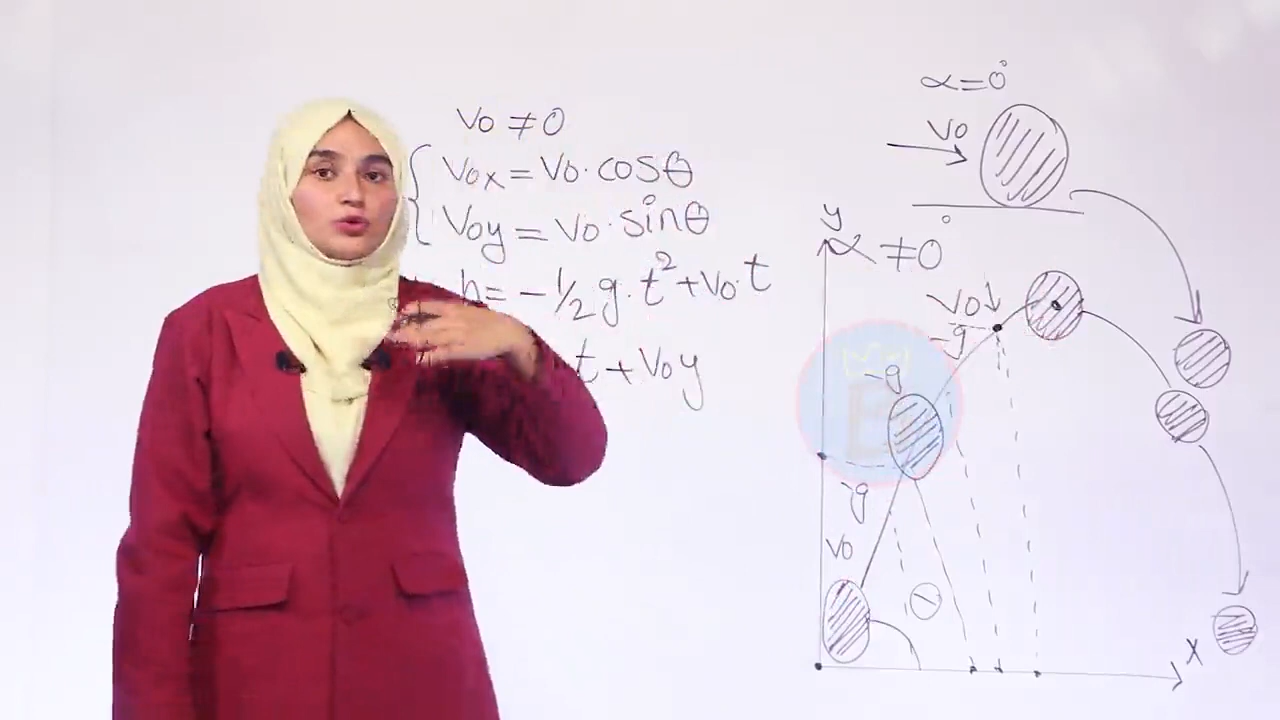 V0 ≠ 0
V0x = V0·cosθ
V0y = V0·sinθ
h = -1/2 g·t² + V0·t
t + V0y
α = 0°
V0
y
α ≠ 0°
V0
-g
-g
-g
V0
θ
x